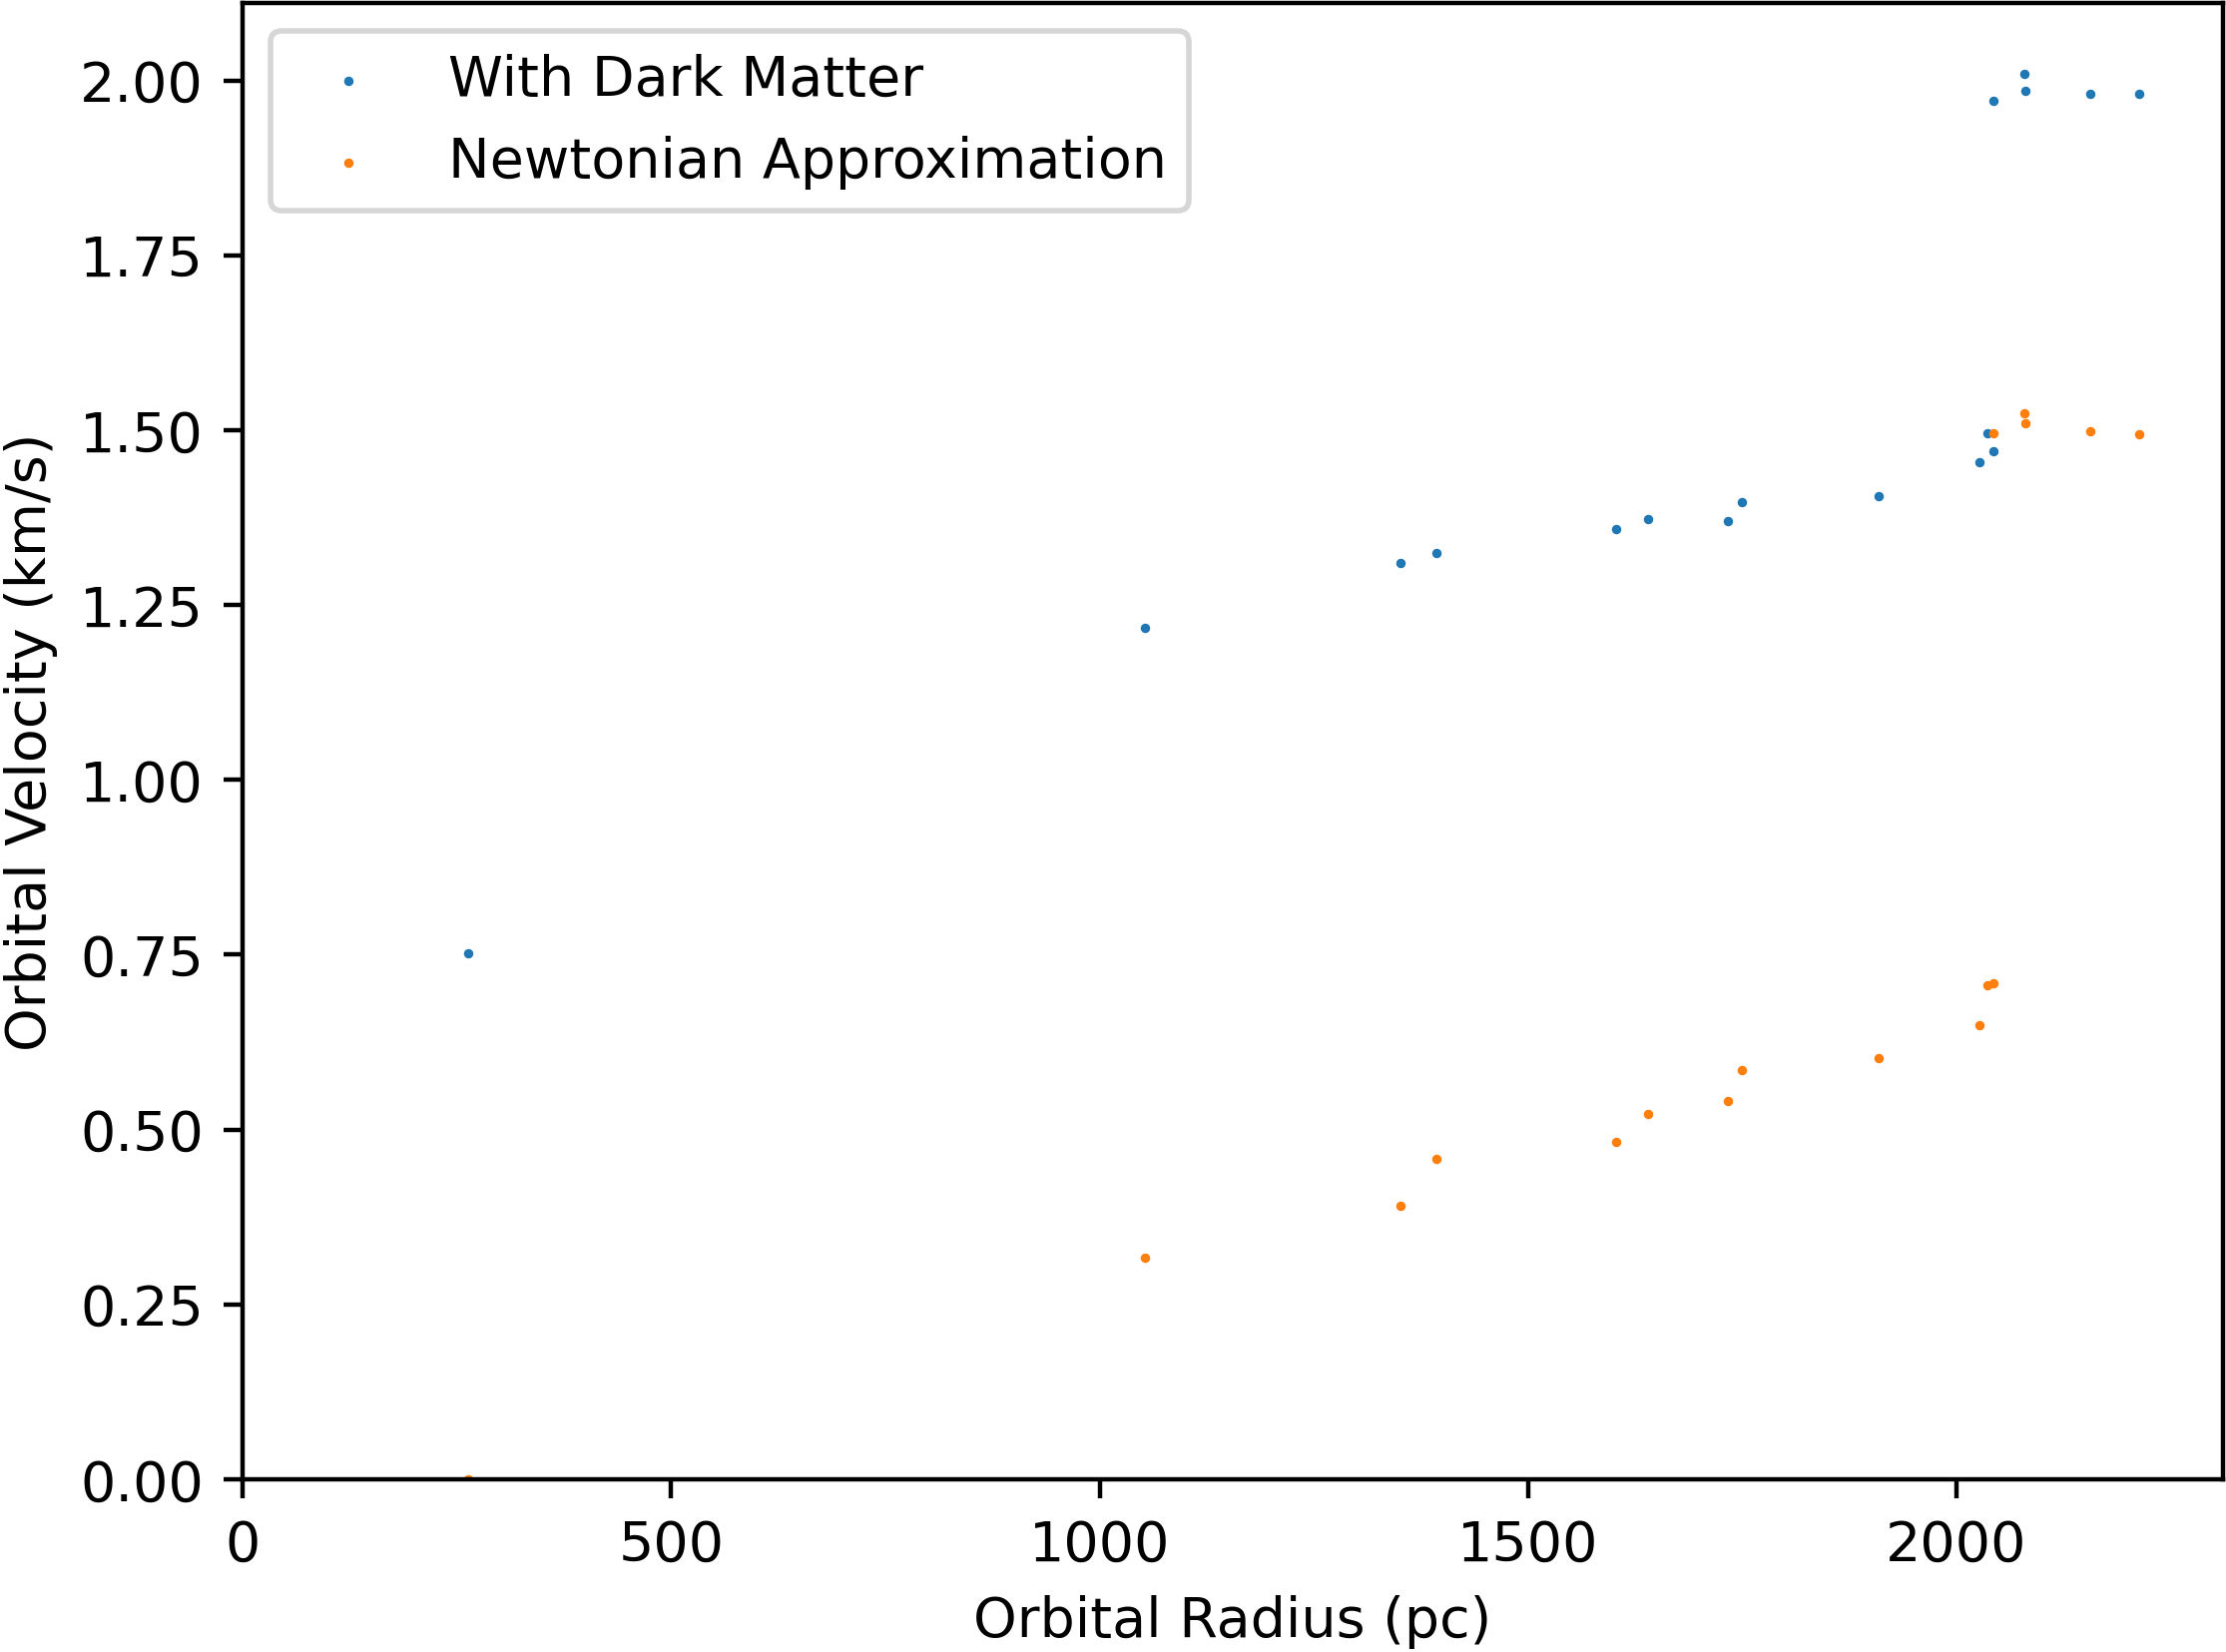 With Dark Matter
Newtonian Approximation
2.00
1.75
1.50
1.25
1.00
0.75
0.50
0.25
0.00
Orbital Velocity (km/s)
0 500 1000 1500 2000
Orbital Radius (pc)